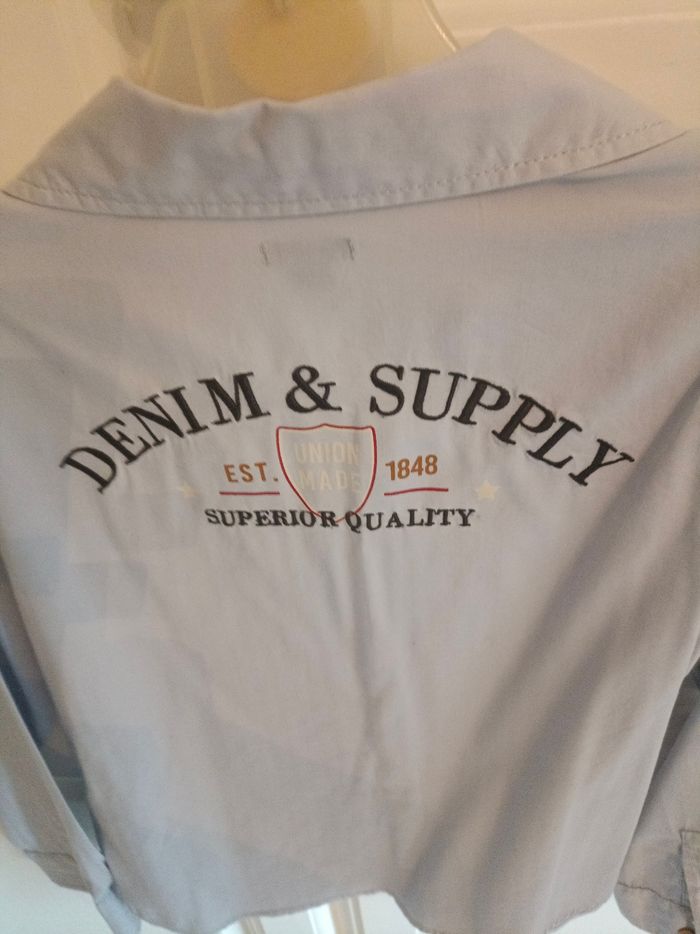 DENIM & SUPPLY
EST. UNION MADE 1848
SUPERIOR QUALITY